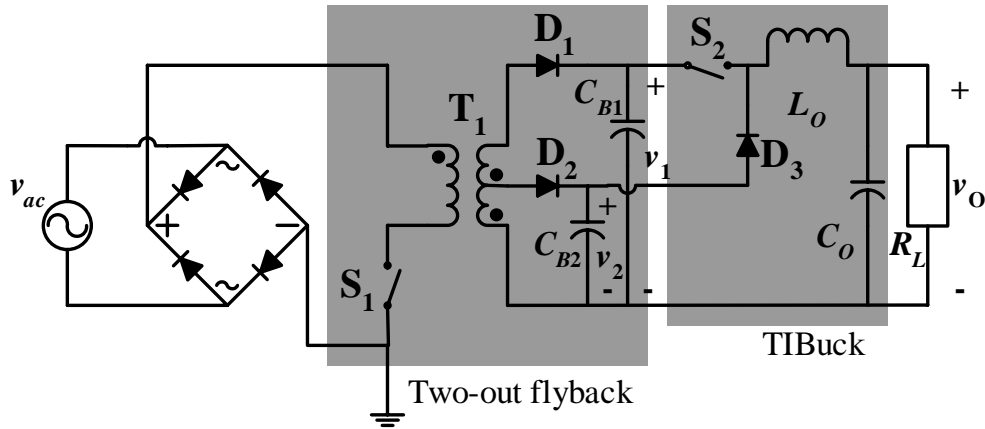 D1
S2
+
CB1
+
LO
+
T1
D2
v1
D3
vac
+
-
+
vO
CB2
v2
CO
RL
S1
-
-
-
TIBuck
Two-out flyback